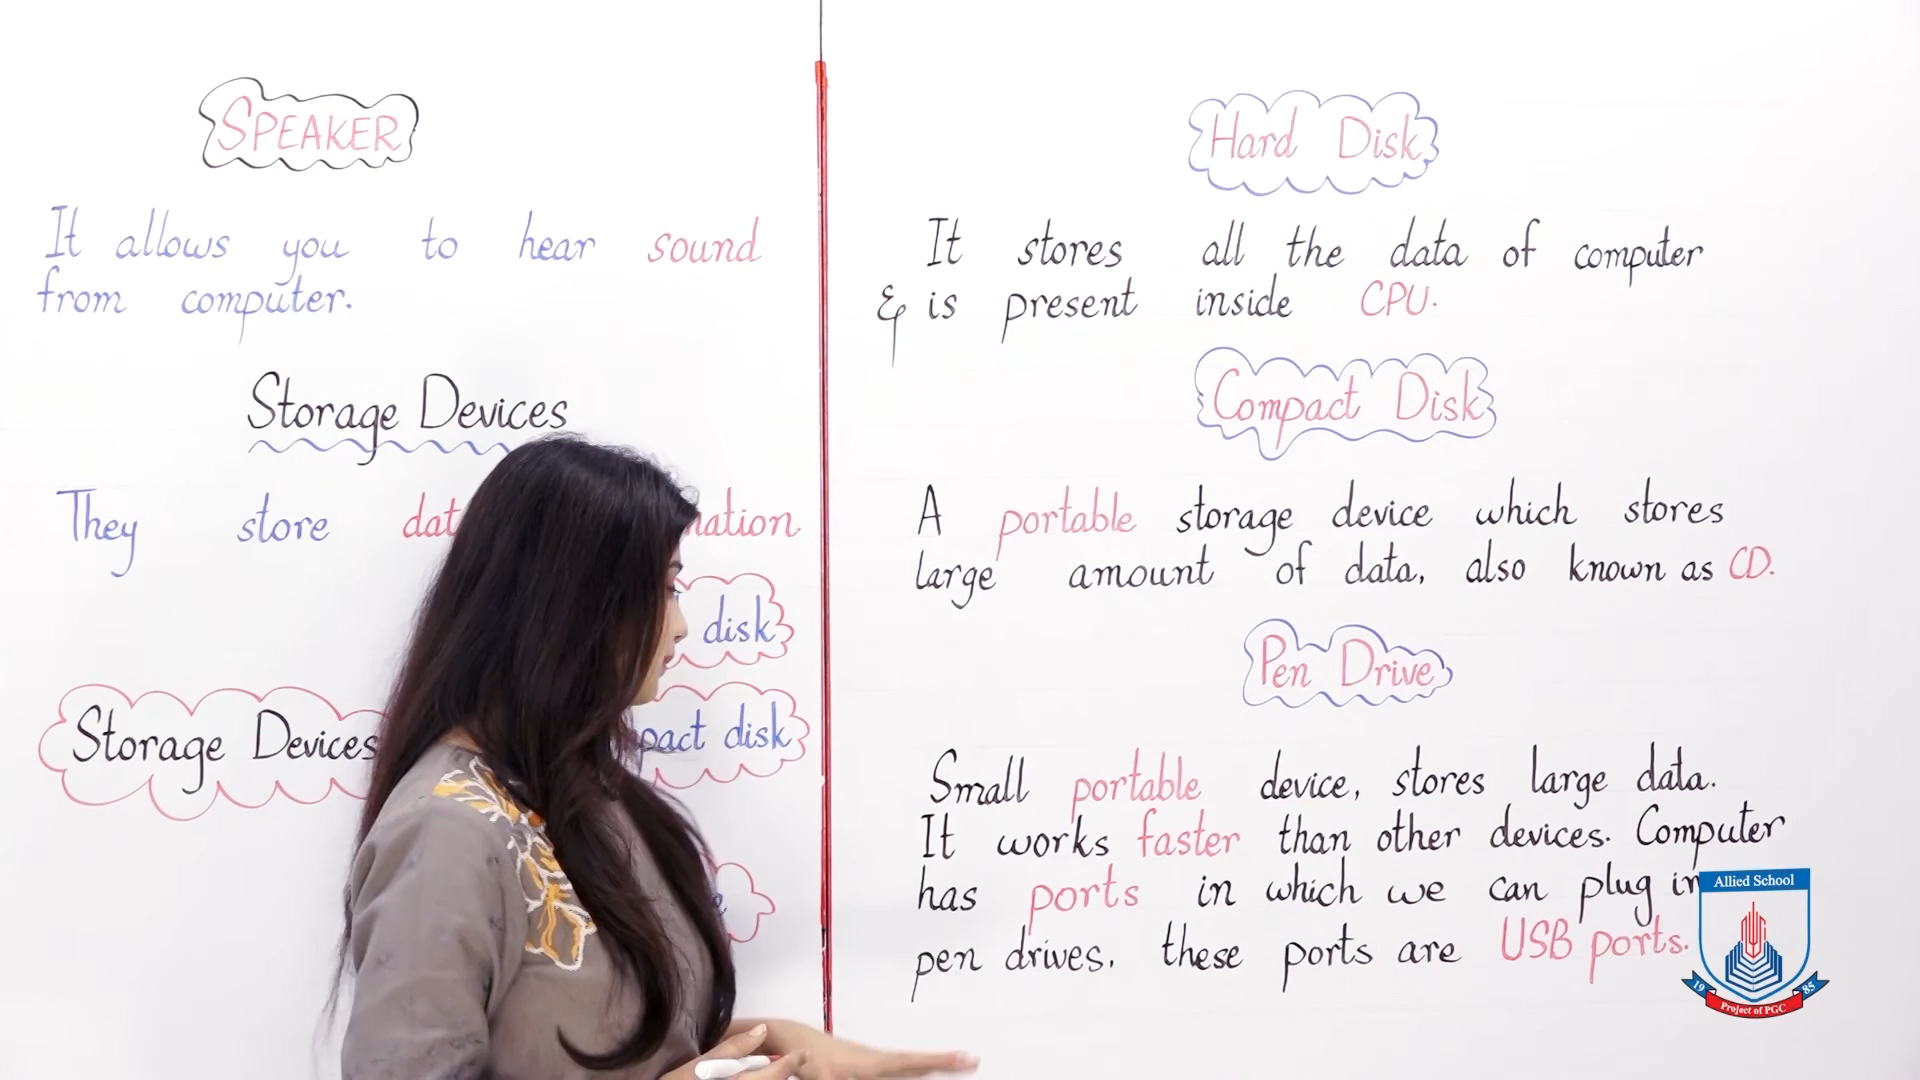 SPEAKER
It allows you to hear sound
from computer.
Storage Devices
They store
disk
Storage Devices
disk
Hard Disk
It stores all the data of computer
& is present inside CPU.
Compact Disk
A portable storage device which stores
large amount of data, also known as CD.
Pen Drive
Small portable device, stores large data.
It works faster than other devices. Computer
has ports in which we can plug in
pen drives. these ports are USB ports.
Allied School
19 85
Project of PGC